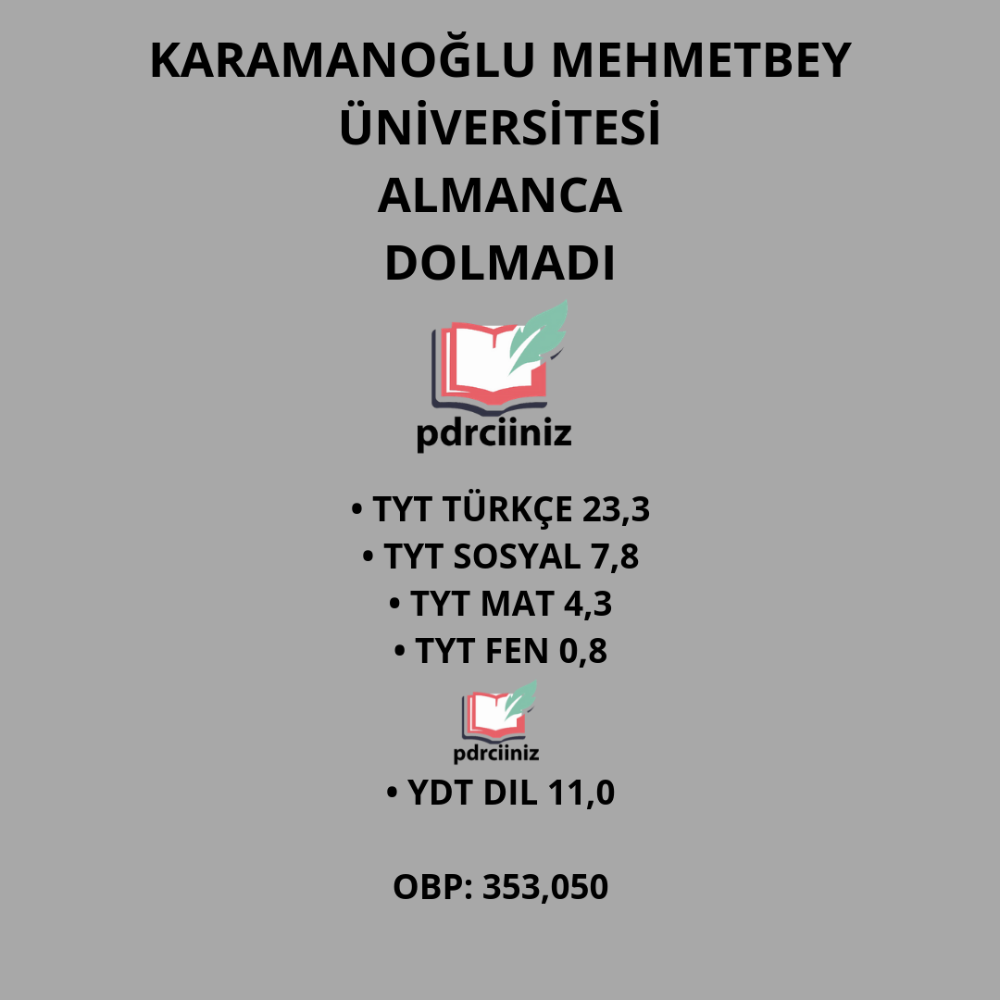 KARAMANOĞLU MEHMETBEY
ÜNİVERSİTESİ
ALMANCA
DOLMADI
pdrciiniz
• TYT TÜRKÇE 23,3
• TYT SOSYAL 7,8
• TYT MAT 4,3
• TYT FEN 0,8
pdrciiniz
• YDT DIL 11,0
OBP: 353,050